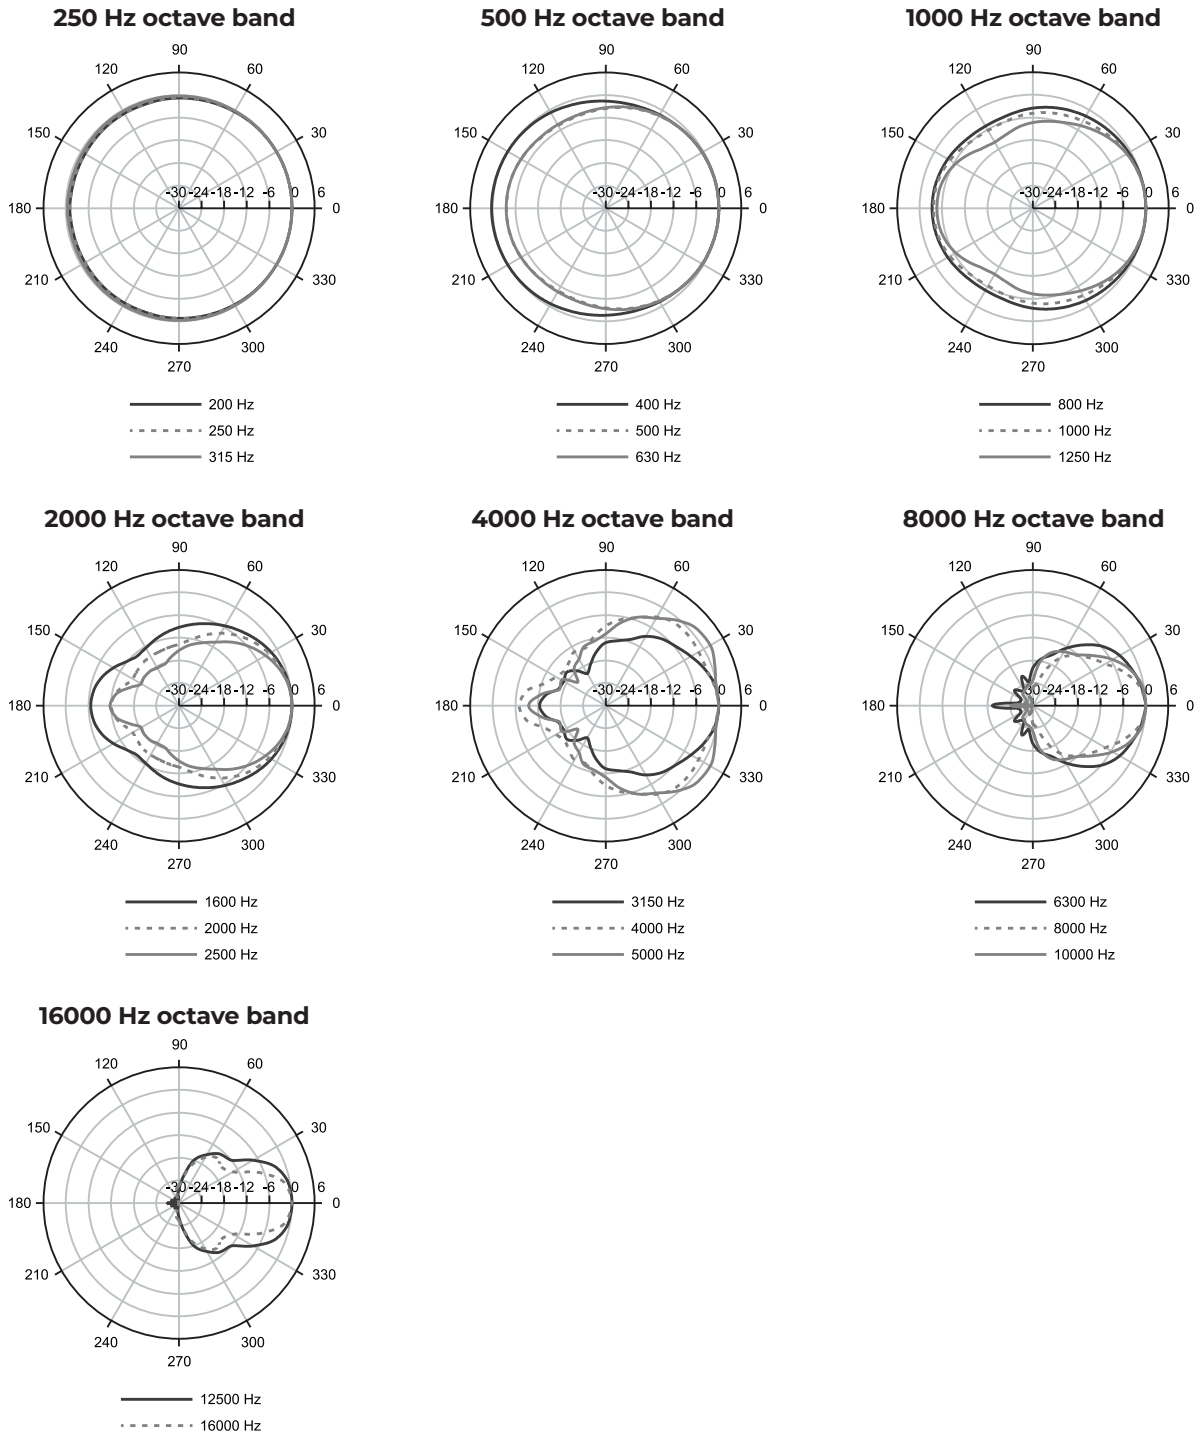 250 Hz octave band
90
120 60
150 30
-30 -24 -18 -12 -6 0 6
180 0
210 330
240 300
270
200 Hz
250 Hz
315 Hz
500 Hz octave band
90
120 60
150 30
-30 -24 -18 -12 -6 0 6
180 0
210 330
240 300
270
400 Hz
500 Hz
630 Hz
1000 Hz octave band
90
120 60
150 30
-30 -24 -18 -12 -6 0 6
180 0
210 330
240 300
270
800 Hz
1000 Hz
1250 Hz
2000 Hz octave band
90
120 60
150 30
-30 -24 -18 -12 -6 0 6
180 0
210 330
240 300
270
1600 Hz
2000 Hz
2500 Hz
4000 Hz octave band
90
120 60
150 30
-30 -24 -18 -12 -6 0 6
180 0
210 330
240 300
270
3150 Hz
4000 Hz
5000 Hz
8000 Hz octave band
90
120 60
150 30
-30 -24 -18 -12 -6 0 6
180 0
210 330
240 300
270
6300 Hz
8000 Hz
10000 Hz
16000 Hz octave band
90
120 60
150 30
-30 -24 -18 -12 -6 0 6
180 0
210 330
240 300
270
12500 Hz
16000 Hz